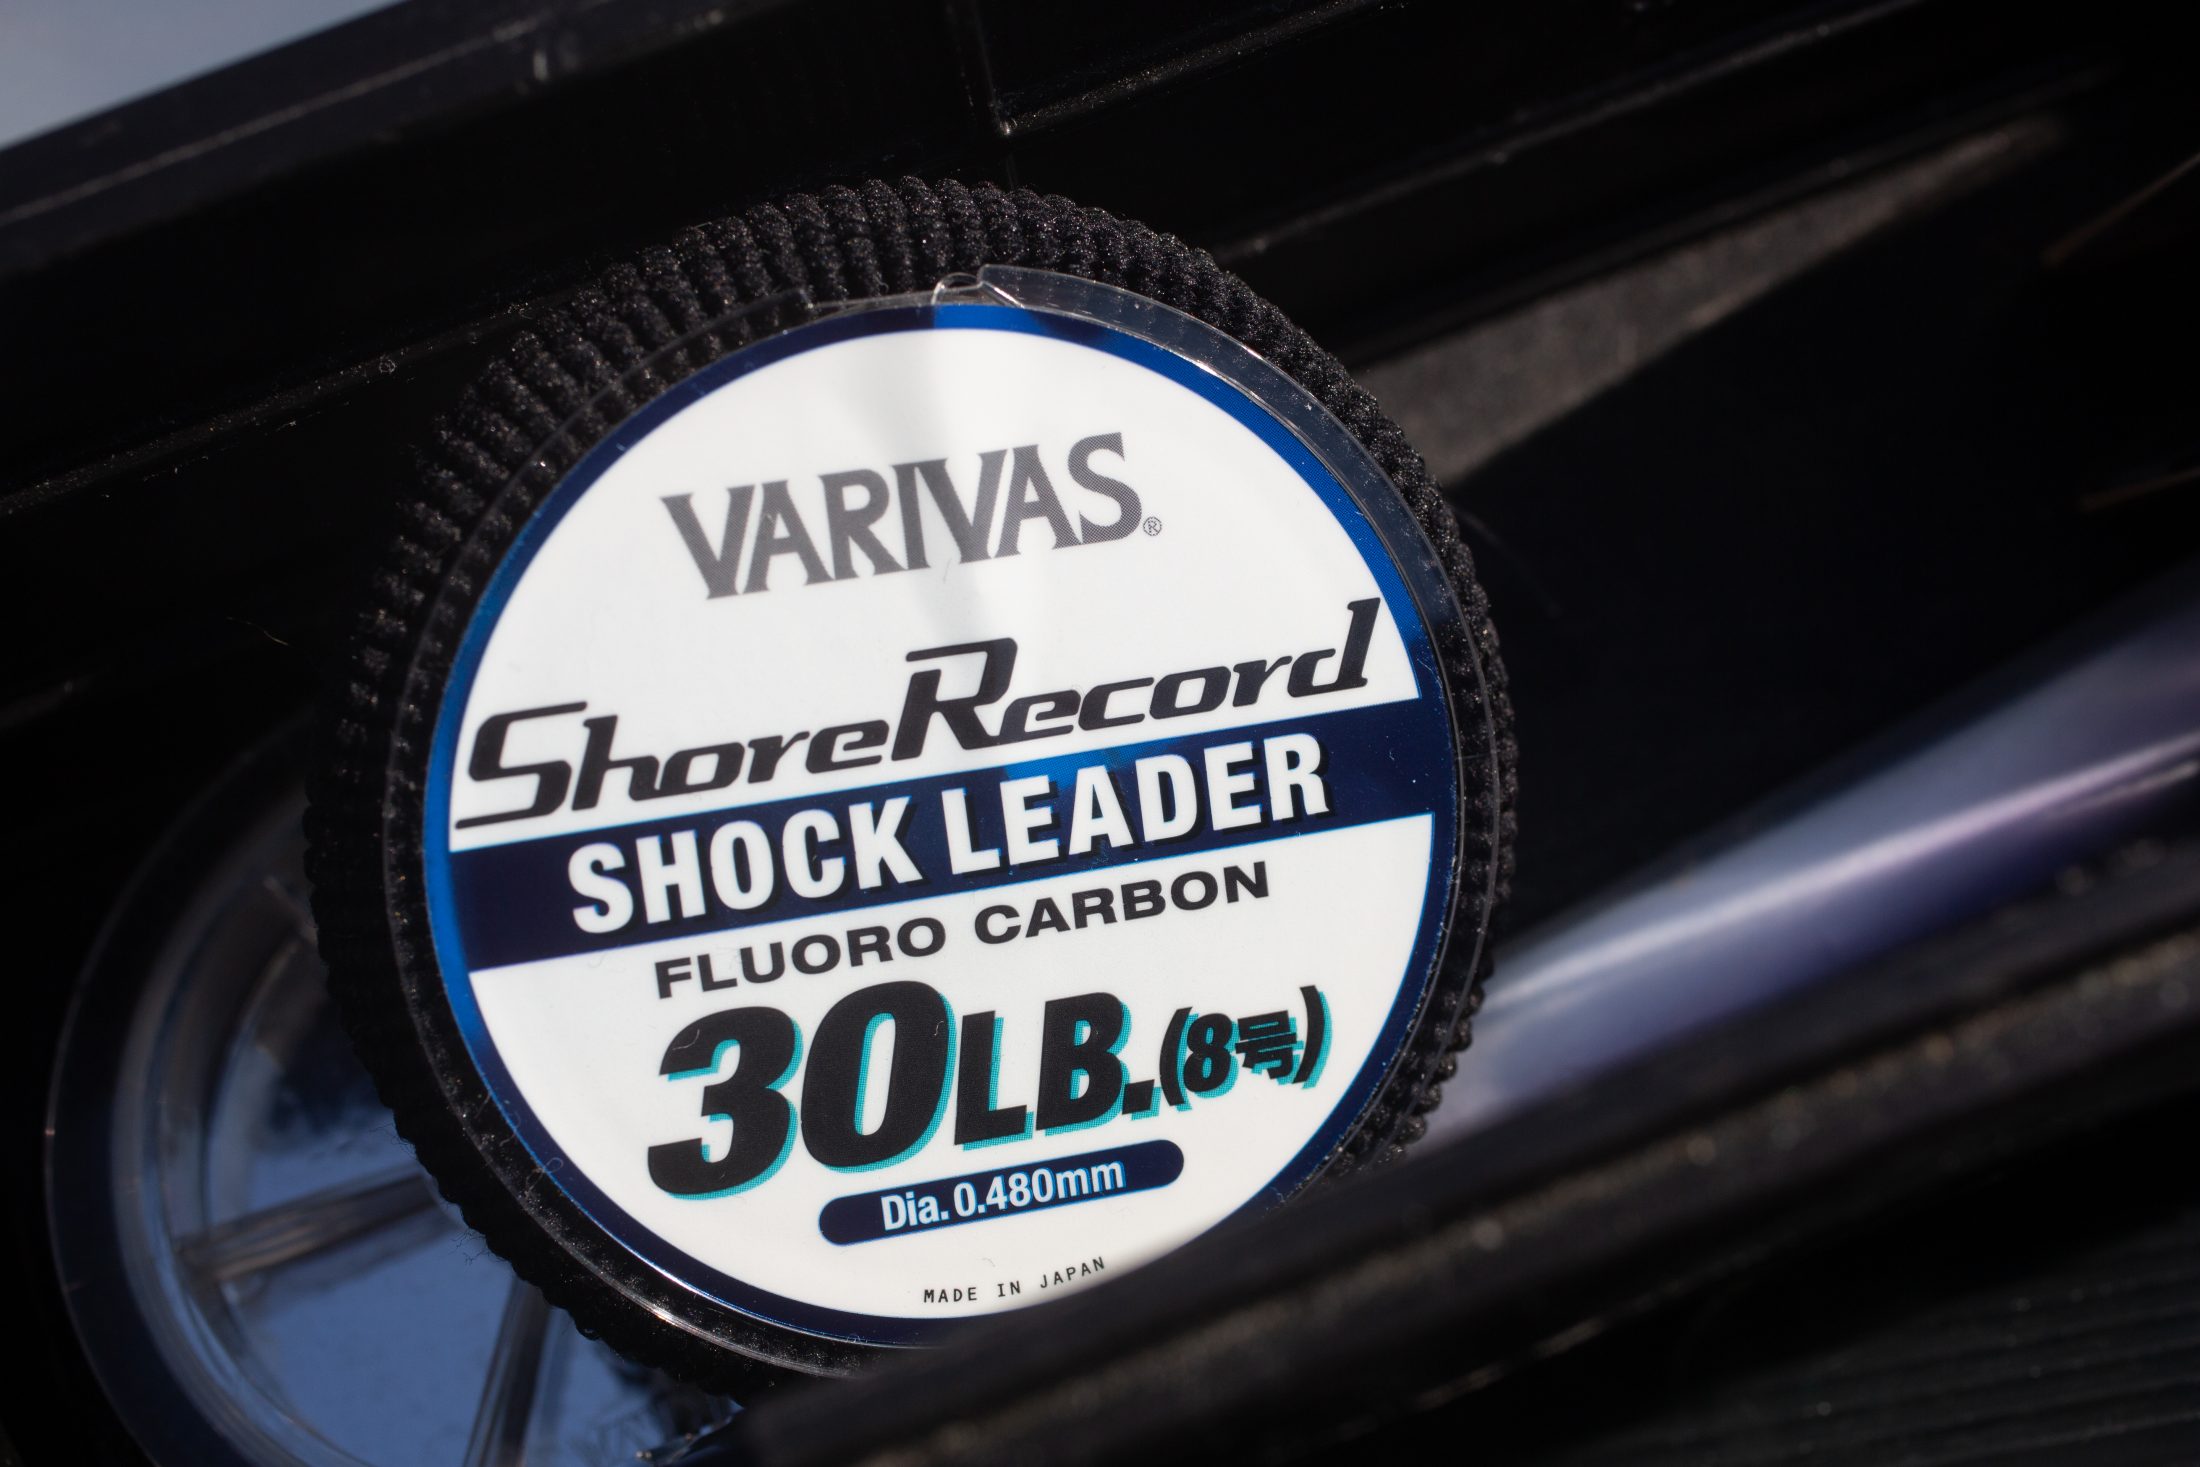 VARIVAS®
ShoreRecord
SHOCK LEADER
FLUORO CARBON
30LB.(8号)
Dia. 0.480mm
MADE IN JAPAN